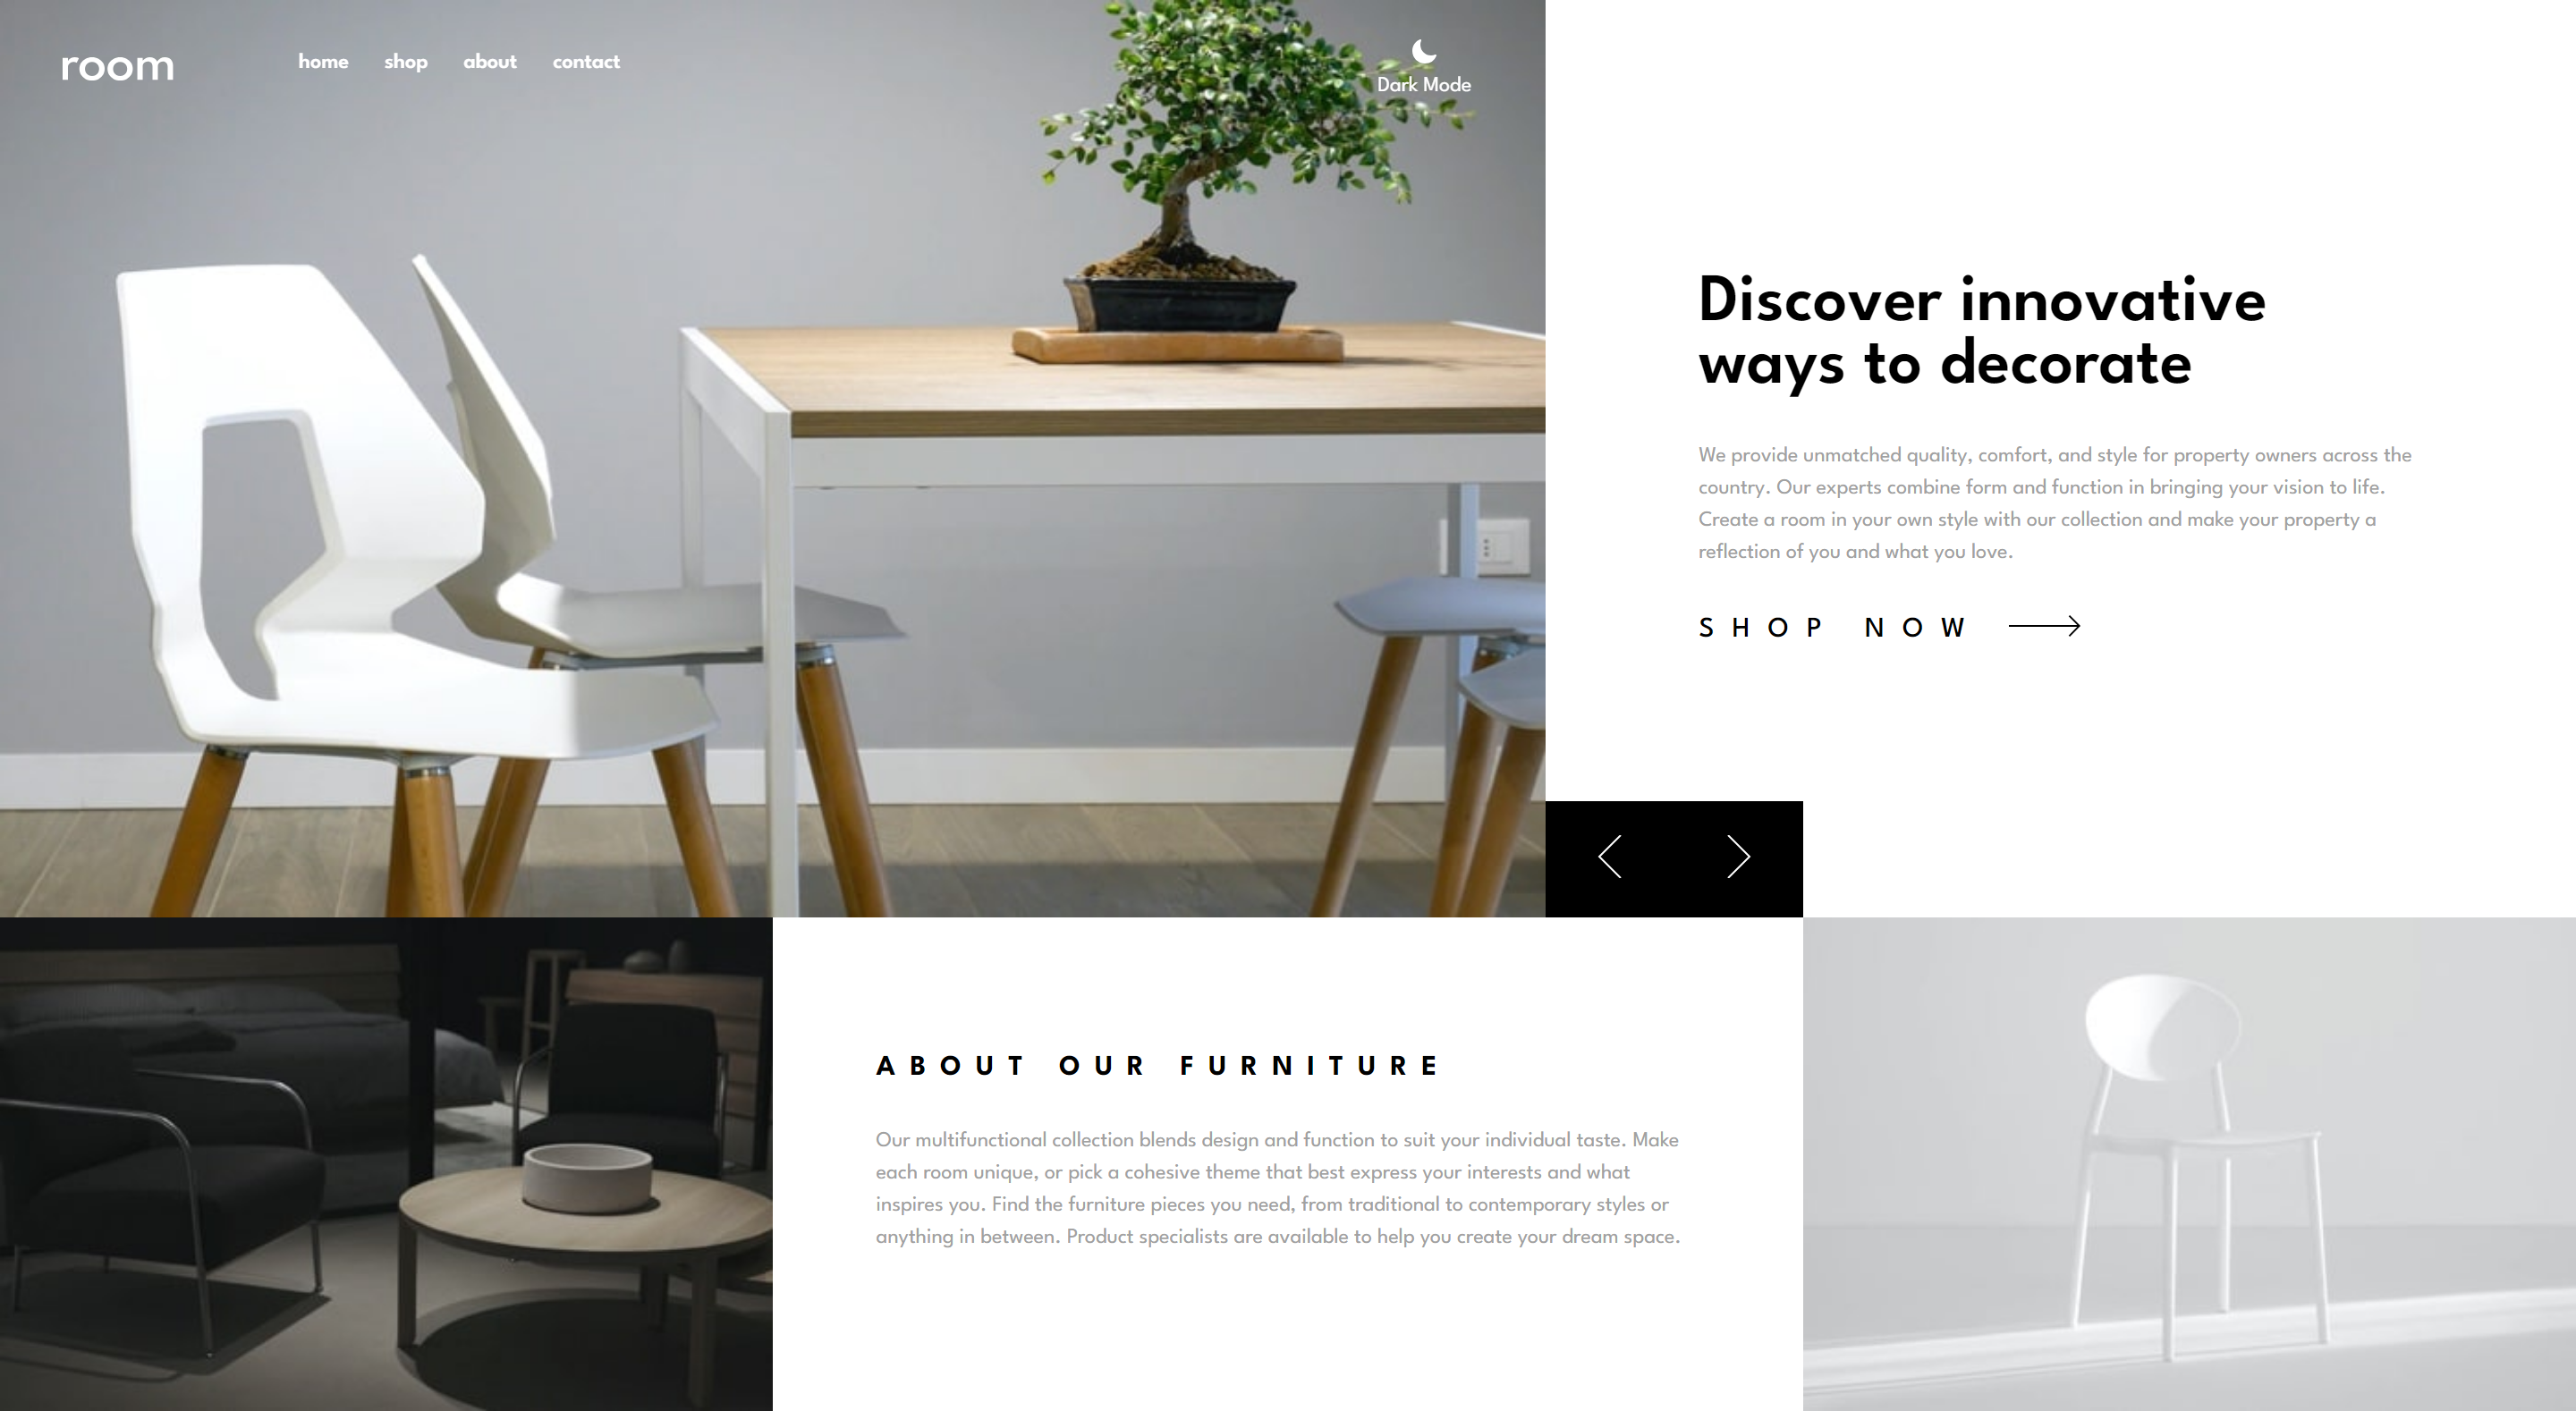 room
home shop about contact
Dark Mode
Discover innovative
ways to decorate
We provide unmatched quality, comfort, and style for property owners across the
country. Our experts combine form and function in bringing your vision to life.
Create a room in your own style with our collection and make your property a
reflection of you and what you love.
SHOP NOW
ABOUT OUR FURNITURE
Our multifunctional collection blends design and function to suit your individual taste. Make
each room unique, or pick a cohesive theme that best express your interests and what
inspires you. Find the furniture pieces you need, from traditional to contemporary styles or
anything in between. Product specialists are available to help you create your dream space.